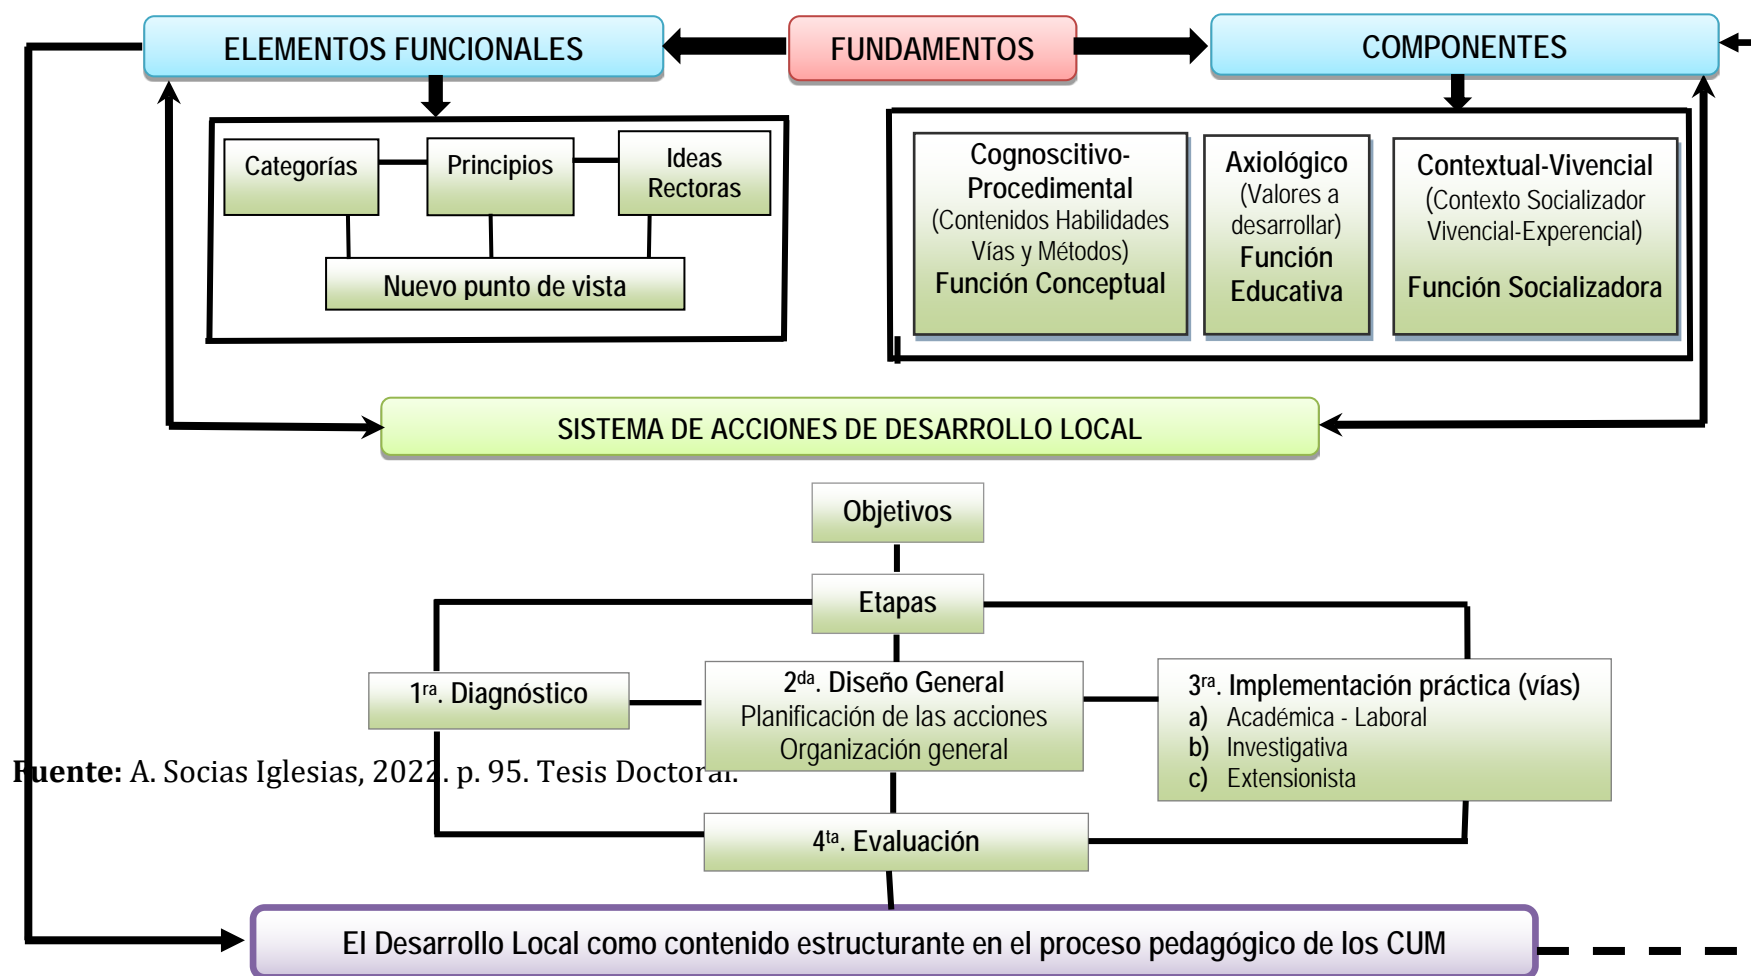 ELEMENTOS FUNCIONALES
FUNDAMENTOS
COMPONENTES
Categorías
Principios
Ideas
Rectoras
Nuevo punto de vista
Cognoscitivo-
Procedimental
(Contenidos Habilidades
Vías y Métodos)
Función Conceptual
Axiológico
(Valores a
desarrollar)
Función
Educativa
Contextual-Vivencial
(Contexto Socializador
Vivencial-Experencial)
Función Socializadora
SISTEMA DE ACCIONES DE DESARROLLO LOCAL
Objetivos
Etapas
1ra. Diagnóstico
2da. Diseño General
Planificación de las acciones
Organización general
3ra. Implementación práctica (vías)
a) Académica - Laboral
b) Investigativa
c) Extensionista
Fuente: A. Socias Iglesias, 2022. p. 95. Tesis Doctoral.
4ta. Evaluación
El Desarrollo Local como contenido estructurante en el proceso pedagógico de los CUM